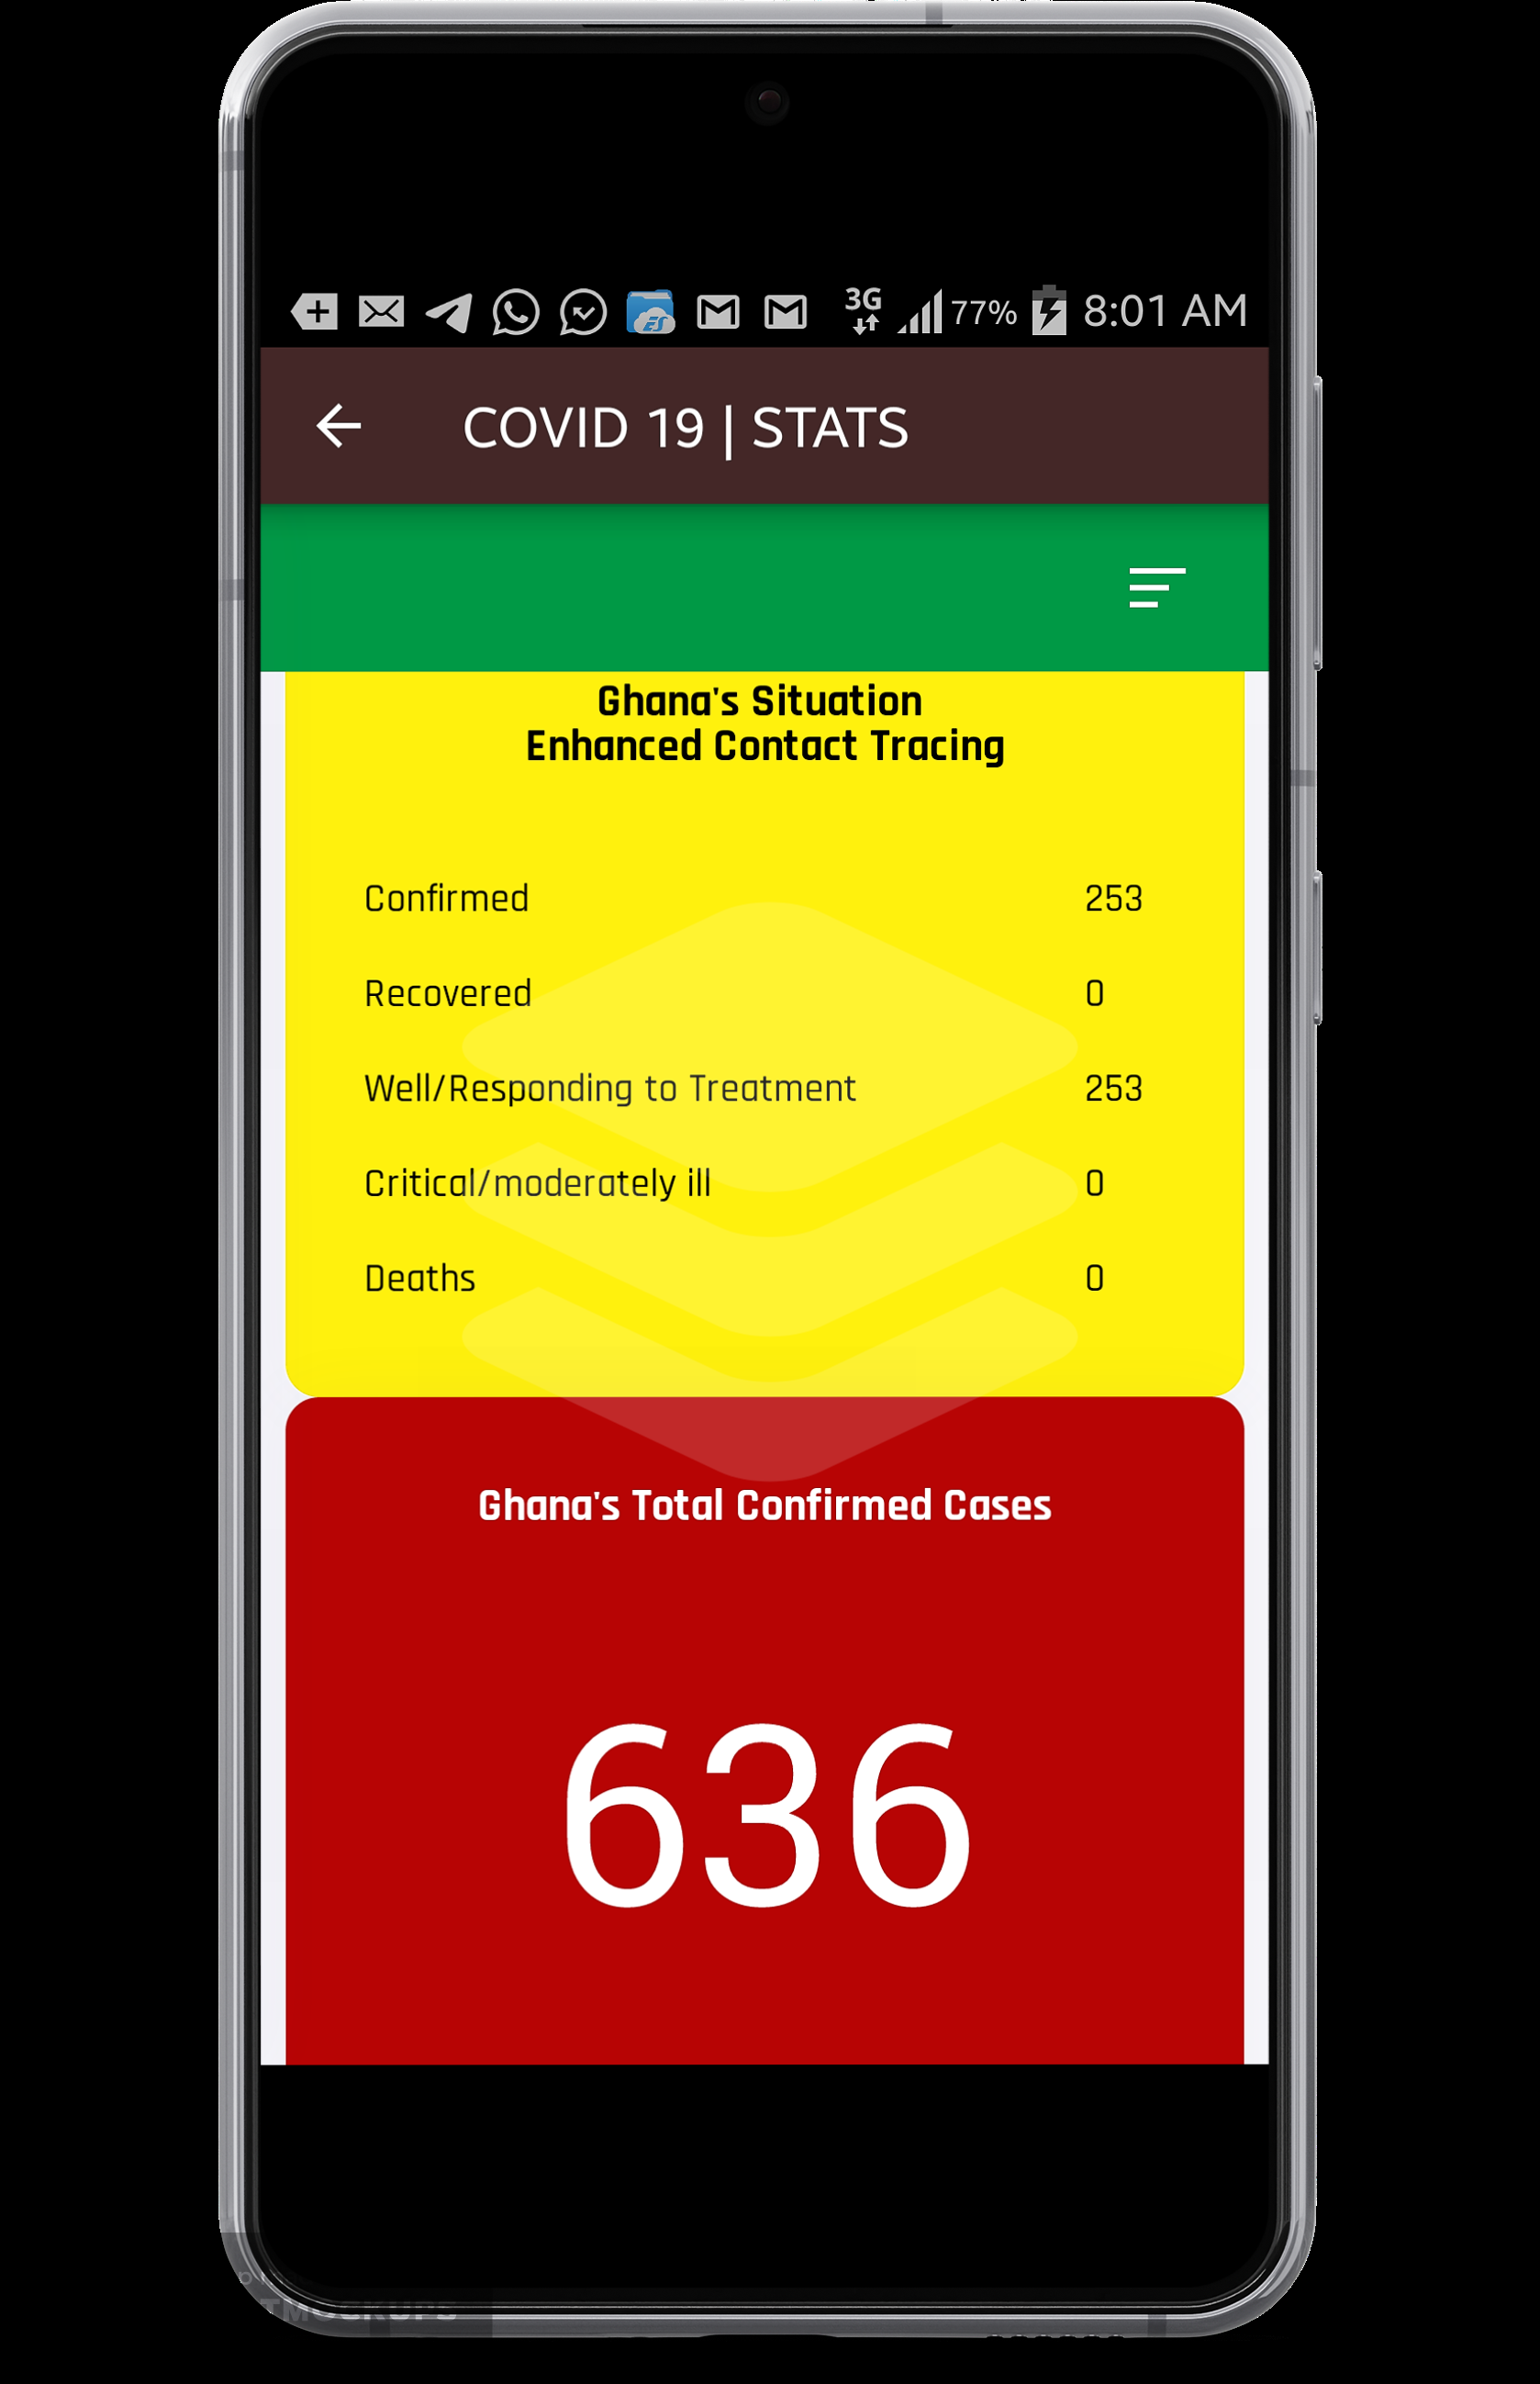 3G 77% 8:01 AM
COVID 19 | STATS
Ghana's Situation
Enhanced Contact Tracing
Confirmed 253
Recovered 0
Well/Responding to Treatment 253
Critical/moderately ill 0
Deaths 0
Ghana's Total Confirmed Cases
636